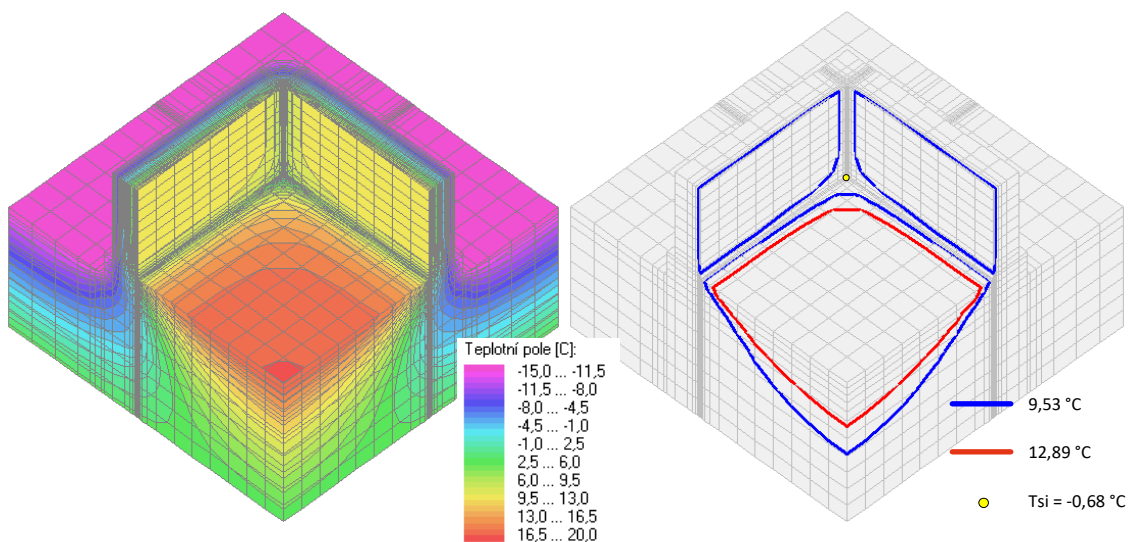 Teplotní pole [C]:
-15,0 ... -11,5
-11,5 ... -8,0
-8,0 ... -4,5
-4,5 ... -1,0
-1,0 ... 2,5
2,5 ... 6,0
6,0 ... 9,5
9,5 ... 13,0
13,0 ... 16,5
16,5 ... 20,0
9,53 °C
12,89 °C
Tsi = -0,68 °C